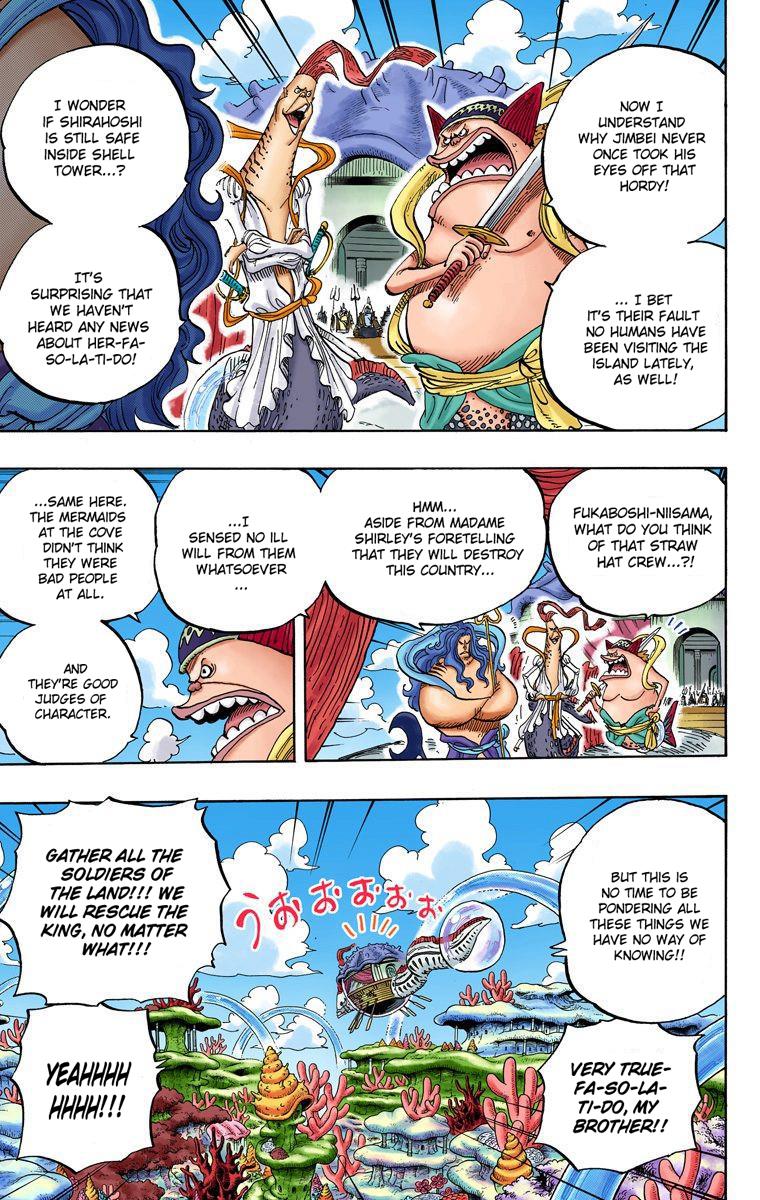 NOW I
UNDERSTAND
WHY JIMBEI NEVER
ONCE TOOK HIS
EYES OFF THAT
HORDY!
... I BET
IT'S THEIR FAULT
NO HUMANS HAVE
BEEN VISITING THE
ISLAND LATELY,
AS WELL!
I WONDER
IF SHIRAHOSHI
IS STILL SAFE
INSIDE SHELL
TOWER...?
IT'S
SURPRISING THAT
WE HAVEN'T
HEARD ANY NEWS
ABOUT HER-FA-
SO-LA-TI-DO!
FUKABOSHI-NIISAMA,
WHAT DO YOU THINK
OF THAT STRAW
HAT CREW...?!
HMM...
ASIDE FROM MADAME
SHIRLEY'S FORETELLING
THAT THEY WILL DESTROY
THIS COUNTRY...
...I
SENSED NO ILL
WILL FROM THEM
WHATSOEVER
...
...SAME HERE.
THE MERMAIDS
AT THE COVE
DIDN'T THINK
THEY WERE
BAD PEOPLE
AT ALL.
AND
THEY'RE GOOD
JUDGES OF
CHARACTER.
BUT THIS IS
NO TIME TO BE
PONDERING ALL
THESE THINGS WE
HAVE NO WAY OF
KNOWING!!
VERY TRUE-
FA-SO-LA-
TI-DO, MY
BROTHER!!
うおおおおお
GATHER ALL THE
SOLDIERS OF
THE LAND!!! WE
WILL RESCUE THE
KING, NO MATTER
WHAT!!!
YEAHHHH
HHHH!!!